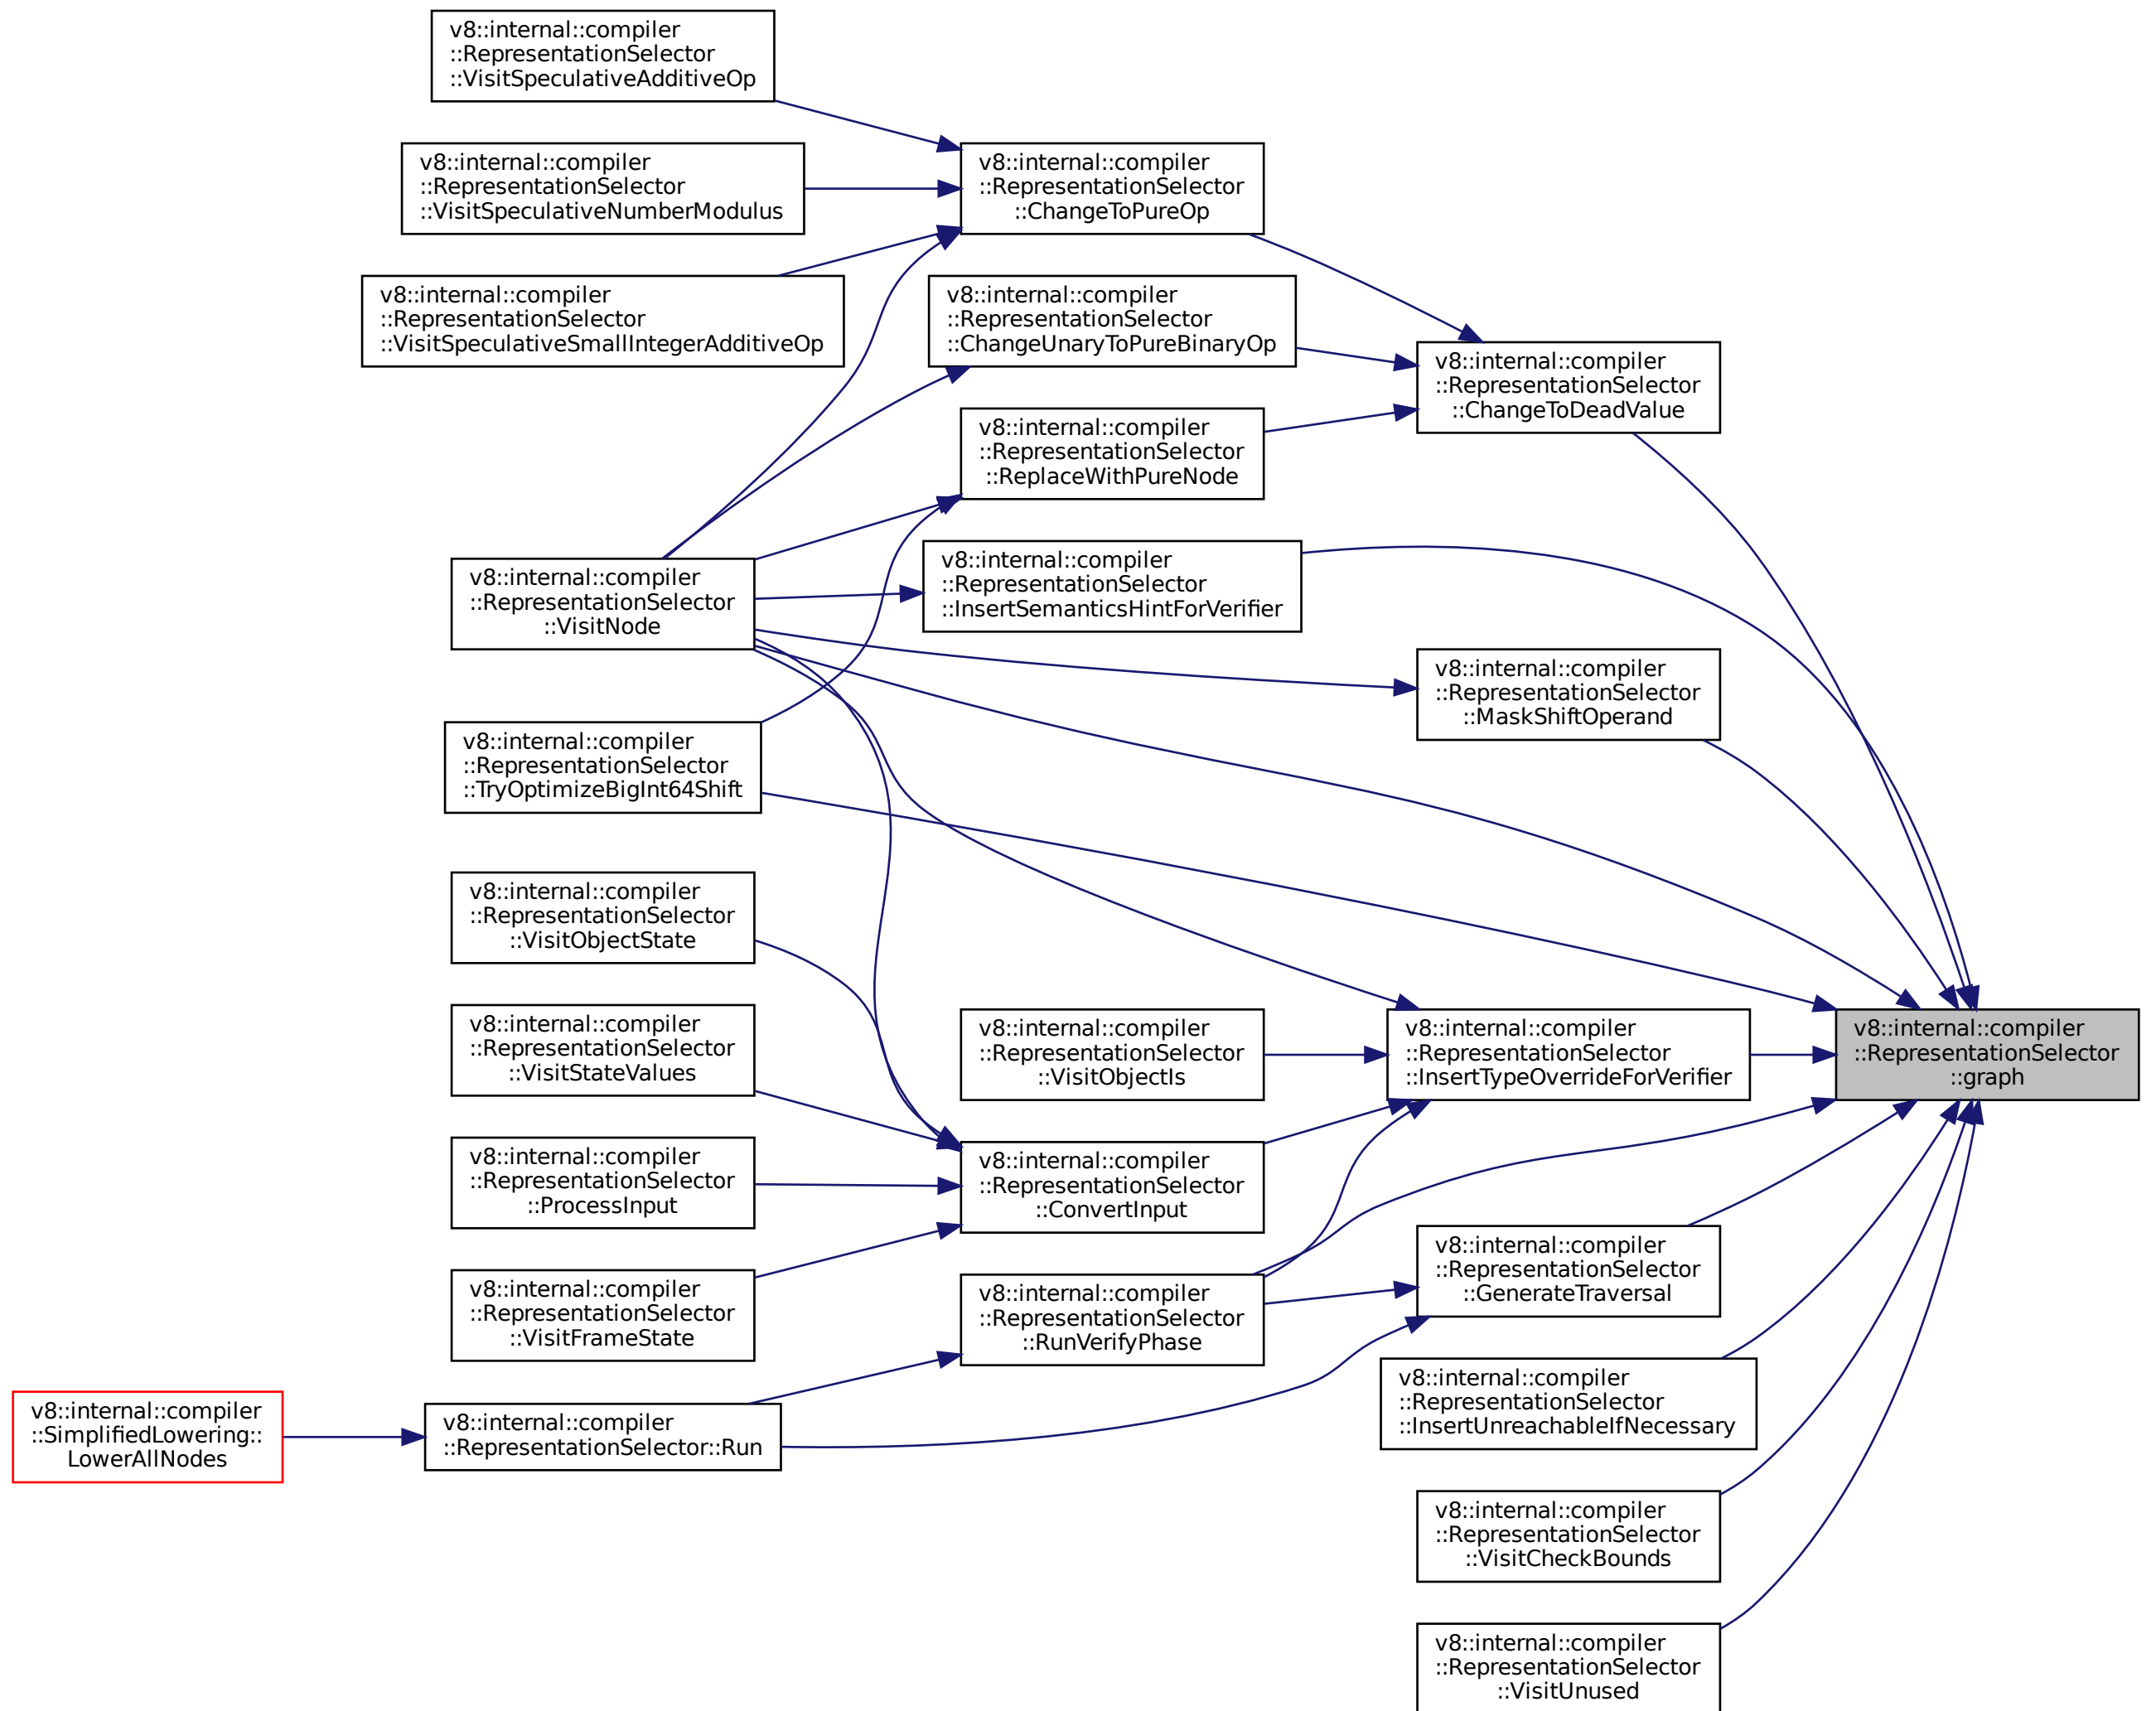 v8::internal::compiler
::RepresentationSelector
::VisitSpeculativeAdditiveOp
v8::internal::compiler
::RepresentationSelector
::VisitSpeculativeNumberModulus
v8::internal::compiler
::RepresentationSelector
::ChangeToPureOp
v8::internal::compiler
::RepresentationSelector
::VisitSpeculativeSmallIntegerAdditiveOp
v8::internal::compiler
::RepresentationSelector
::ChangeUnaryToPureBinaryOp
v8::internal::compiler
::RepresentationSelector
::ChangeToDeadValue
v8::internal::compiler
::RepresentationSelector
::ReplaceWithPureNode
v8::internal::compiler
::RepresentationSelector
::InsertSemanticsHintForVerifier
v8::internal::compiler
::RepresentationSelector
::VisitNode
v8::internal::compiler
::RepresentationSelector
::MaskShiftOperand
v8::internal::compiler
::RepresentationSelector
::TryOptimizeBigInt64Shift
v8::internal::compiler
::RepresentationSelector
::VisitObjectState
v8::internal::compiler
::RepresentationSelector
::VisitStateValues
v8::internal::compiler
::RepresentationSelector
::VisitObjectIs
v8::internal::compiler
::RepresentationSelector
::InsertTypeOverrideForVerifier
v8::internal::compiler
::RepresentationSelector
::graph
v8::internal::compiler
::RepresentationSelector
::ProcessInput
v8::internal::compiler
::RepresentationSelector
::ConvertInput
v8::internal::compiler
::RepresentationSelector
::GenerateTraversal
v8::internal::compiler
::RepresentationSelector
::VisitFrameState
v8::internal::compiler
::RepresentationSelector
::RunVerifyPhase
v8::internal::compiler
::RepresentationSelector
::InsertUnreachableIfNecessary
v8::internal::compiler
::SimplifiedLowering::
LowerAllNodes
v8::internal::compiler
::RepresentationSelector::Run
v8::internal::compiler
::RepresentationSelector
::VisitCheckBounds
v8::internal::compiler
::RepresentationSelector
::VisitUnused